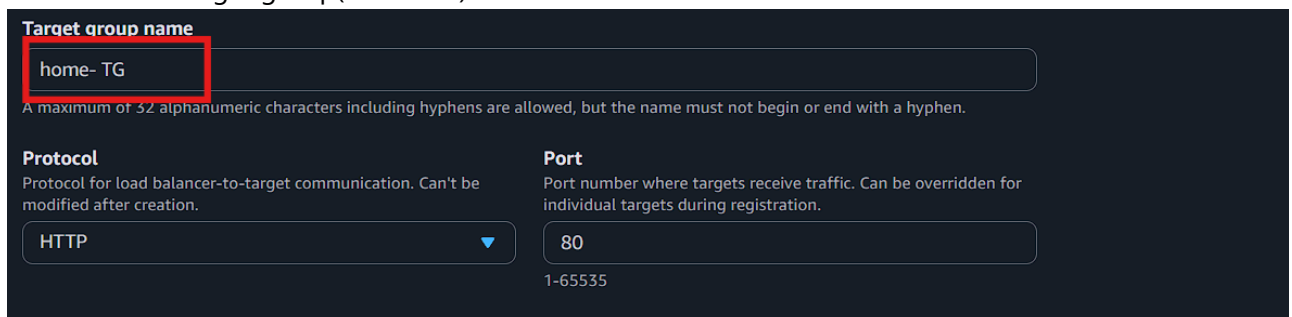 Target group name
home- TG
A maximum of 32 alphanumeric characters including hyphens are allowed, but the name must not begin or end with a hyphen.
Protocol
Protocol for load balancer-to-target communication. Can't be
modified after creation.
HTTP
Port
Port number where targets receive traffic. Can be overridden for
individual targets during registration.
80
1-65535